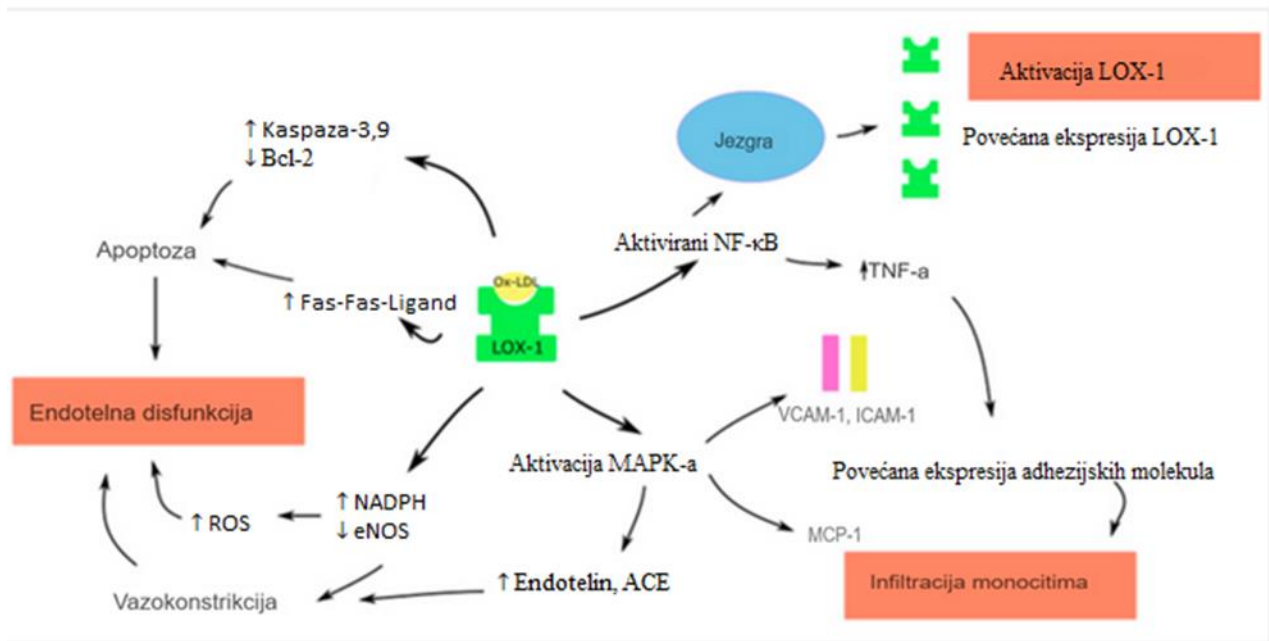 Aktivacija LOX-1
↑ Kaspaza-3,9
↓ Bcl-2
Jezgra
Povećana ekspresija LOX-1
Apoptoza
Aktivirani NF-κB
↑TNF-a
Ox-LDL
↑ Fas-Fas-Ligand
LOX-1
Endotelna disfunkcija
VCAM-1, ICAM-1
Aktivacija MAPK-a
Povećana ekspresija adhezijskih molekula
↑ NADPH
↓ eNOS
↑ ROS
MCP-1
↑ Endotelin, ACE
Infiltracija monocitima
Vazokonstrikcija